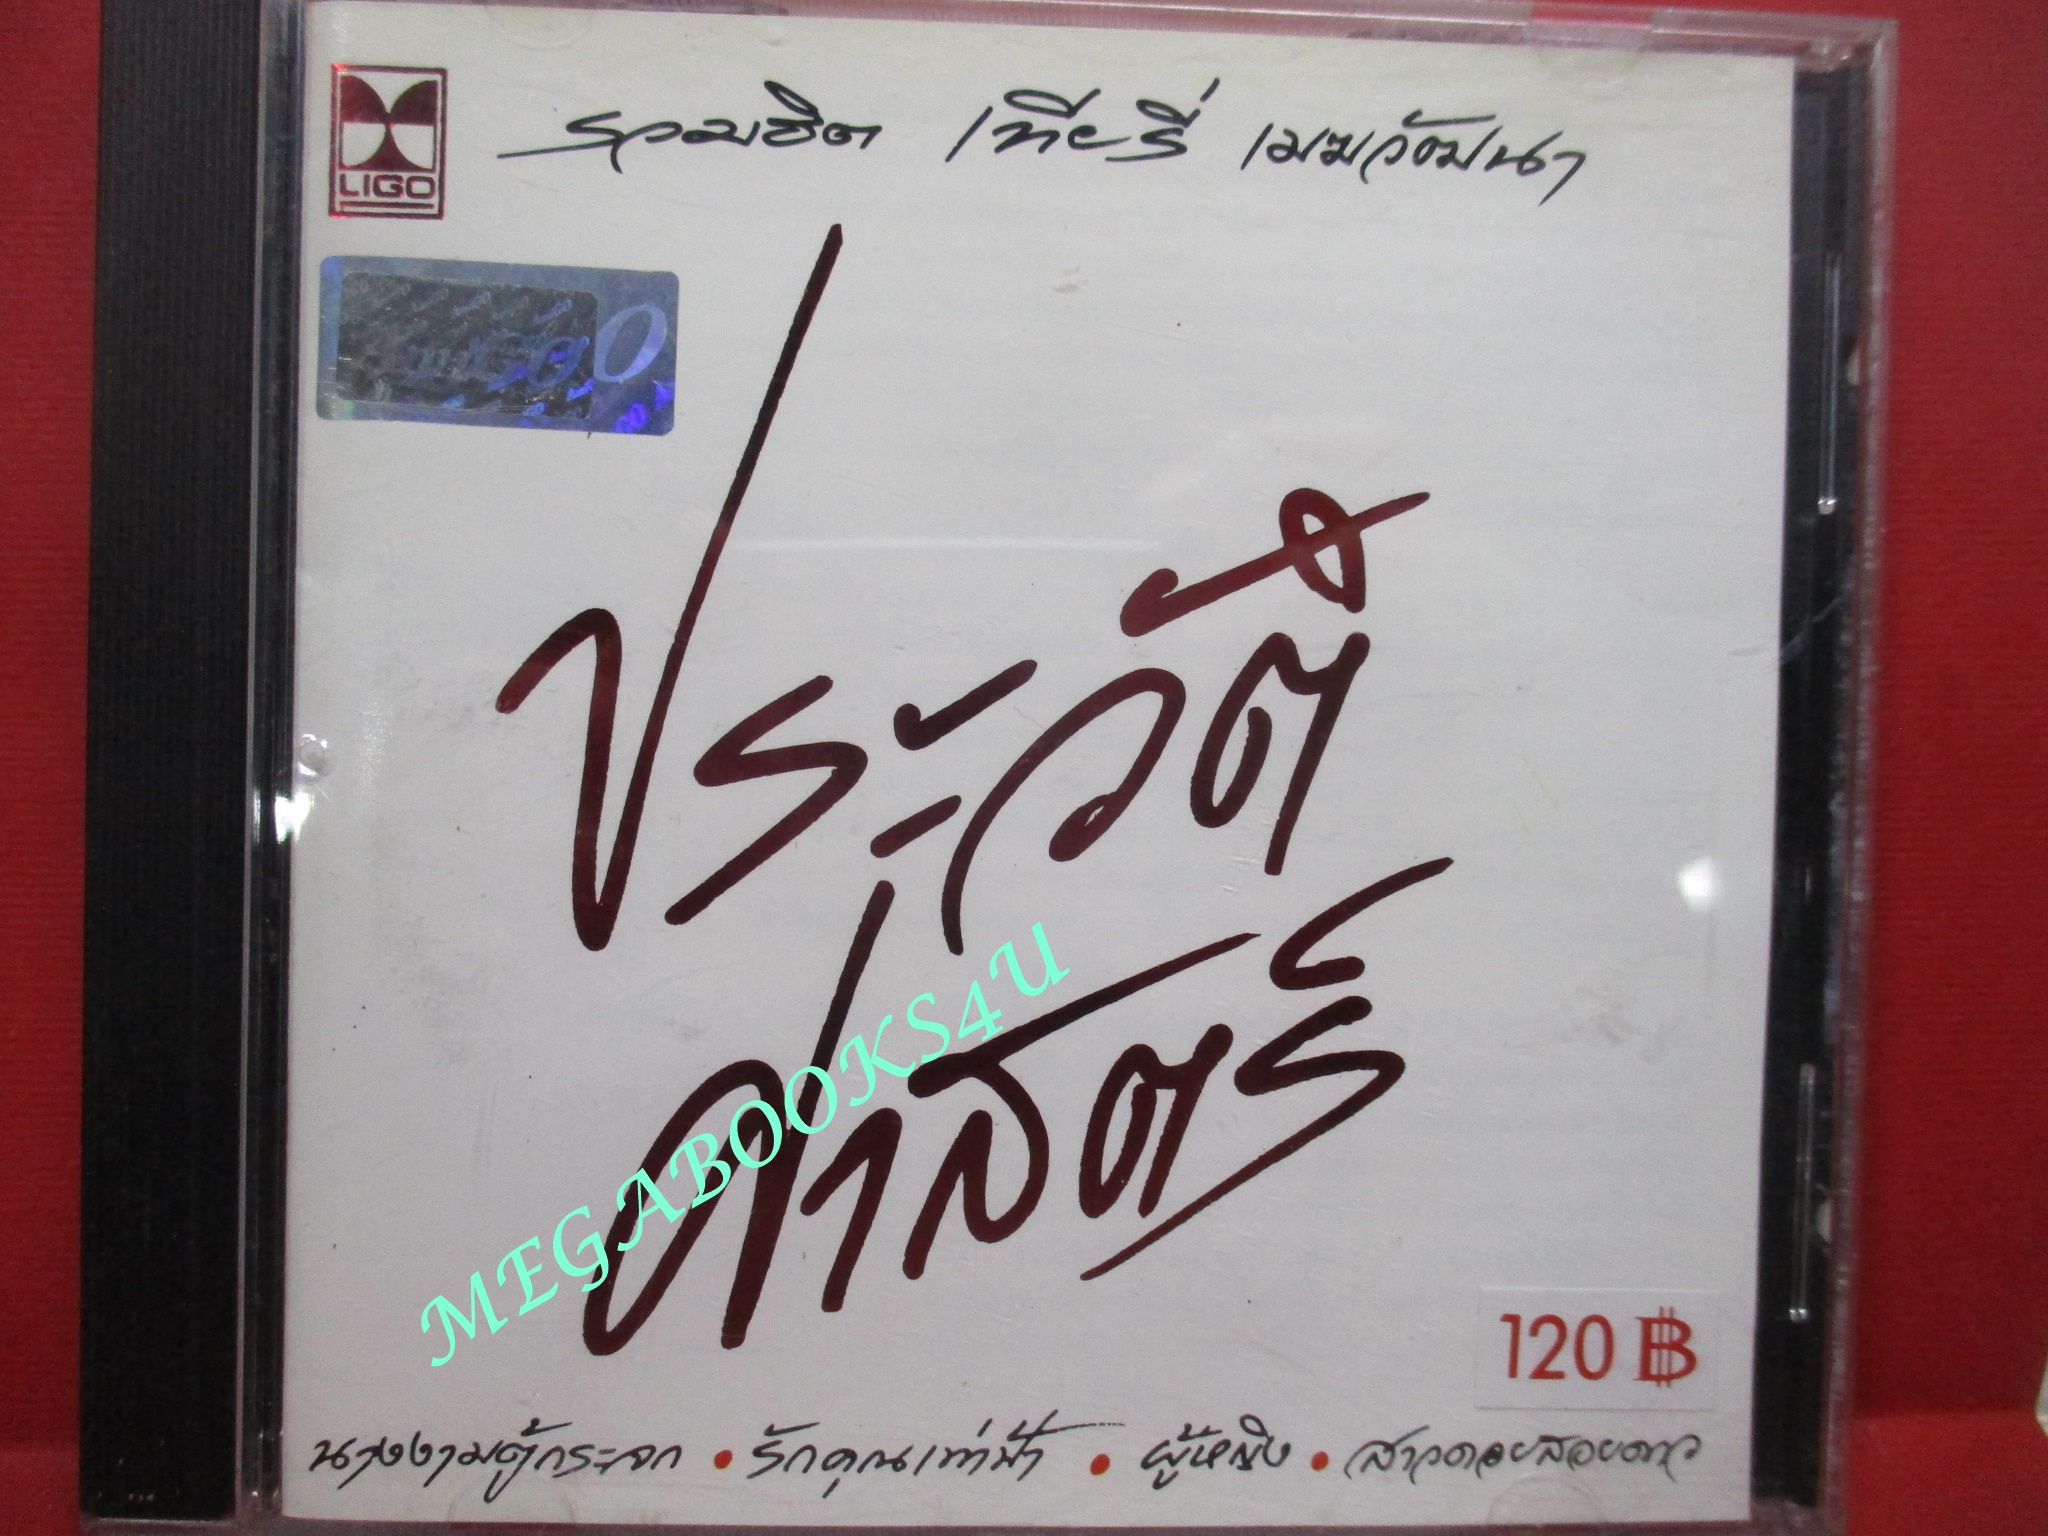 รวมฮิต เทียรี่ เมฆวัฒนา
LIGO
ประวัติ
ศาสตร์
MEGABOOKS4U
120 ฿
นางงามตู้กระจก • รักคุณเท่าฟ้า • ผู้หญิง • สาวดอยสอยดาว